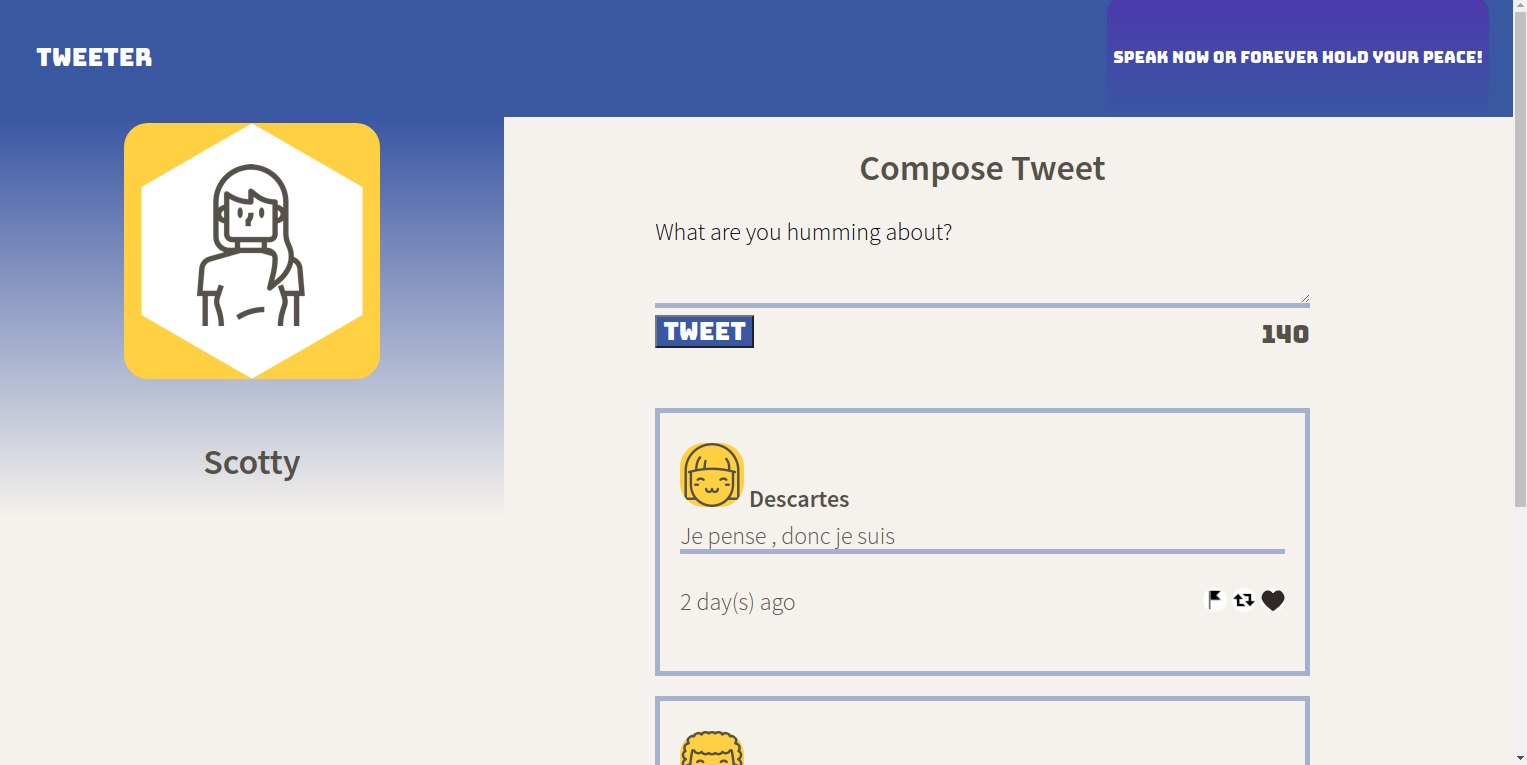 TWEETER
SPEAK NOW OR FOREVER HOLD YOUR PEACE!
Scotty
Compose Tweet
What are you humming about?
TWEET
140
Descartes
Je pense , donc je suis
2 day(s) ago